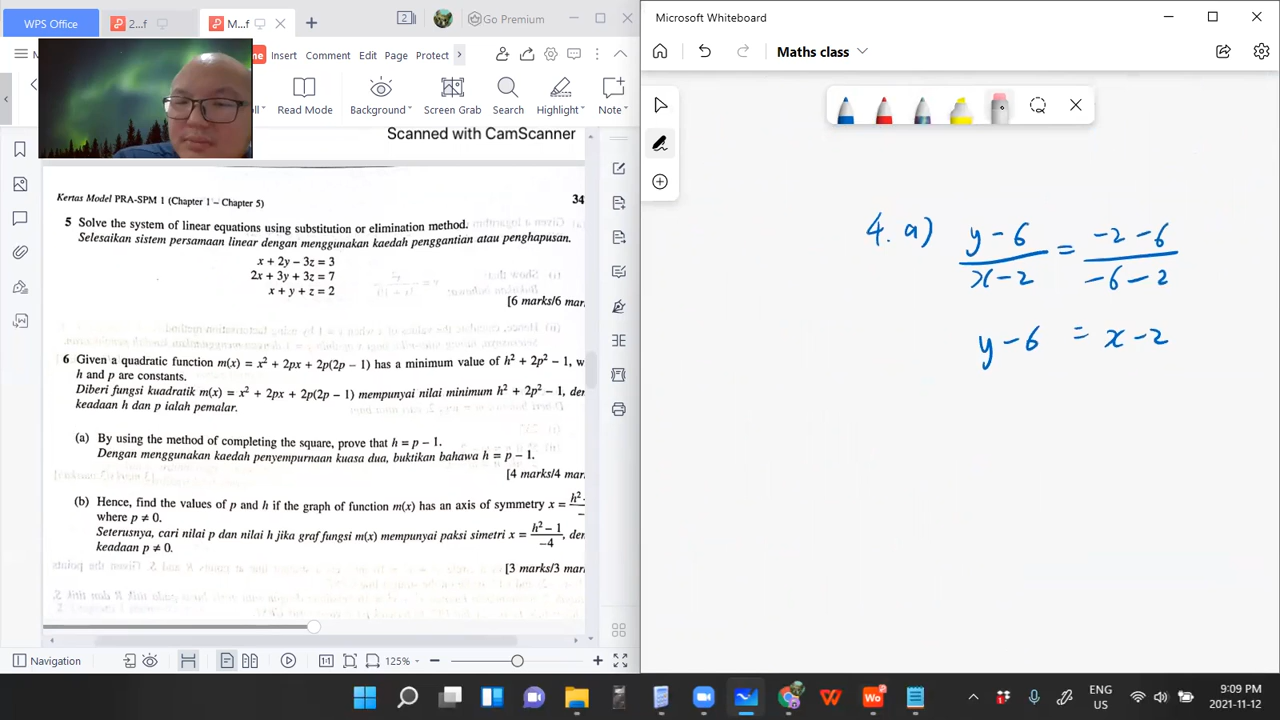 WPS Office
2...f
M...f
2
Go Premium
Insert
Comment
Edit
Page
Protect
Read Mode
Background
Screen Grab
Search
Highlight
Note
Scanned with CamScanner
Kertas Model PRA-SPM 1 (Chapter 1 – Chapter 5)
34
5 Solve the system of linear equations using substitution or elimination method.
Selesaikan sistem persamaan linear dengan menggunakan kaedah penggantian atau penghapusan.
x + 2y − 3z = 3
2x + 3y + 3z = 7
x + y + z = 2
[6 marks/6 mar
6 Given a quadratic function m(x) = x² + 2px + 2p(2p − 1) has a minimum value of h² + 2p² − 1, w
h and p are constants.
Diberi fungsi kuadratik m(x) = x² + 2px + 2p(2p − 1) mempunyai nilai minimum h² + 2p² − 1, de
keadaan h dan p ialah pemalar.
(a) By using the method of completing the square, prove that h = p − 1.
Dengan menggunakan kaedah penyempurnaan kuasa dua, buktikan bahawa h = p − 1.
[4 marks/4 mar
(b) Hence, find the values of p and h if the graph of function m(x) has an axis of symmetry x = h²
where p ≠ 0.
Seterusnya, cari nilai p dan nilai h jika graf fungsi m(x) mempunyai paksi simetri x = h² − 1 / −4, de
keadaan p ≠ 0.
[3 marks/3 mar
Navigation
125%
Microsoft Whiteboard
Maths class
4. a) y − 6 / x − 2 = −2 − 6 / −6 − 2
y − 6 = x − 2
ENG
US
9:09 PM
2021-11-12